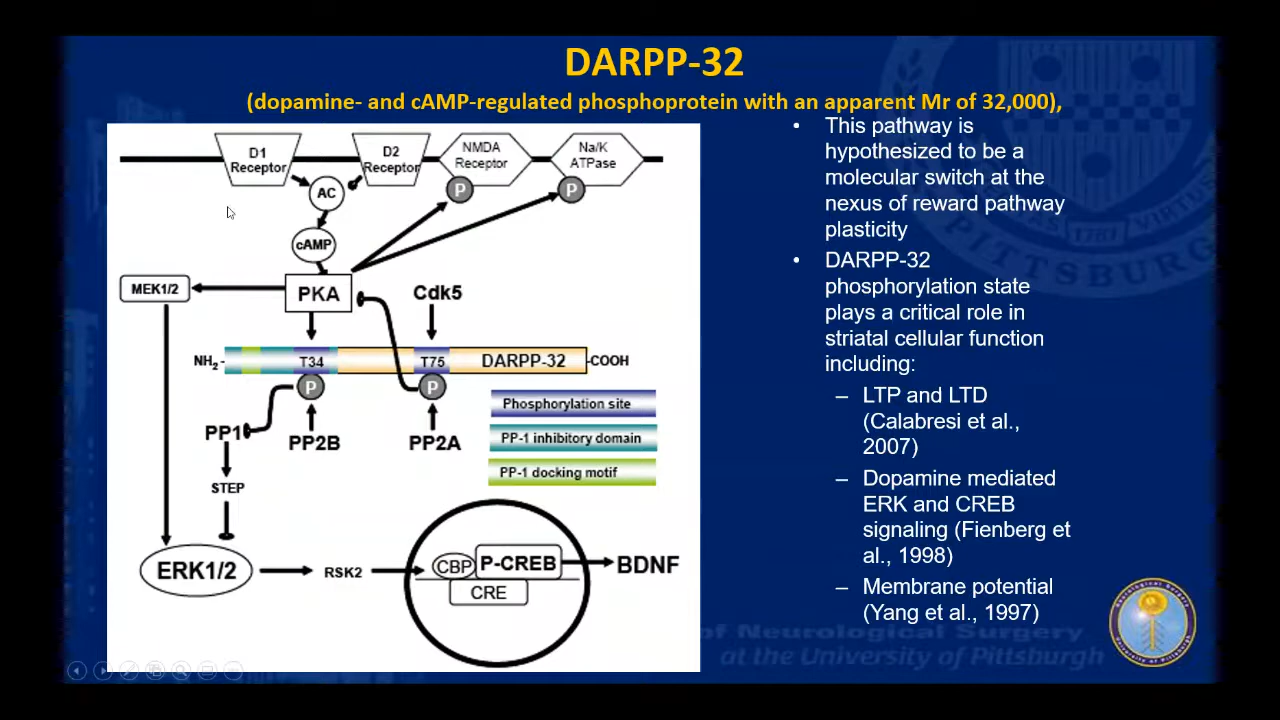 DARPP-32
(dopamine- and cAMP-regulated phosphoprotein with an apparent Mr of 32,000),
D1
Receptor
D2
Receptor
NMDA
Receptor
Na/K
ATPase
AC
P
P
cAMP
MEK1/2
PKA
Cdk5
NH2-
T34
T75
DARPP-32
-COOH
P
P
PP1
PP2B
PP2A
Phosphorylation site
PP-1 inhibitory domain
PP-1 docking motif
STEP
ERK1/2
RSK2
CBP
P-CREB
CRE
BDNF
• This pathway is
hypothesized to be a
molecular switch at the
nexus of reward pathway
plasticity
• DARPP-32
phosphorylation state
plays a critical role in
striatal cellular function
including:
– LTP and LTD
(Calabresi et al.,
2007)
– Dopamine mediated
ERK and CREB
signaling (Fienberg et
al., 1998)
– Membrane potential
(Yang et al., 1997)
of Neurological Surgery
at the University of Pittsburgh